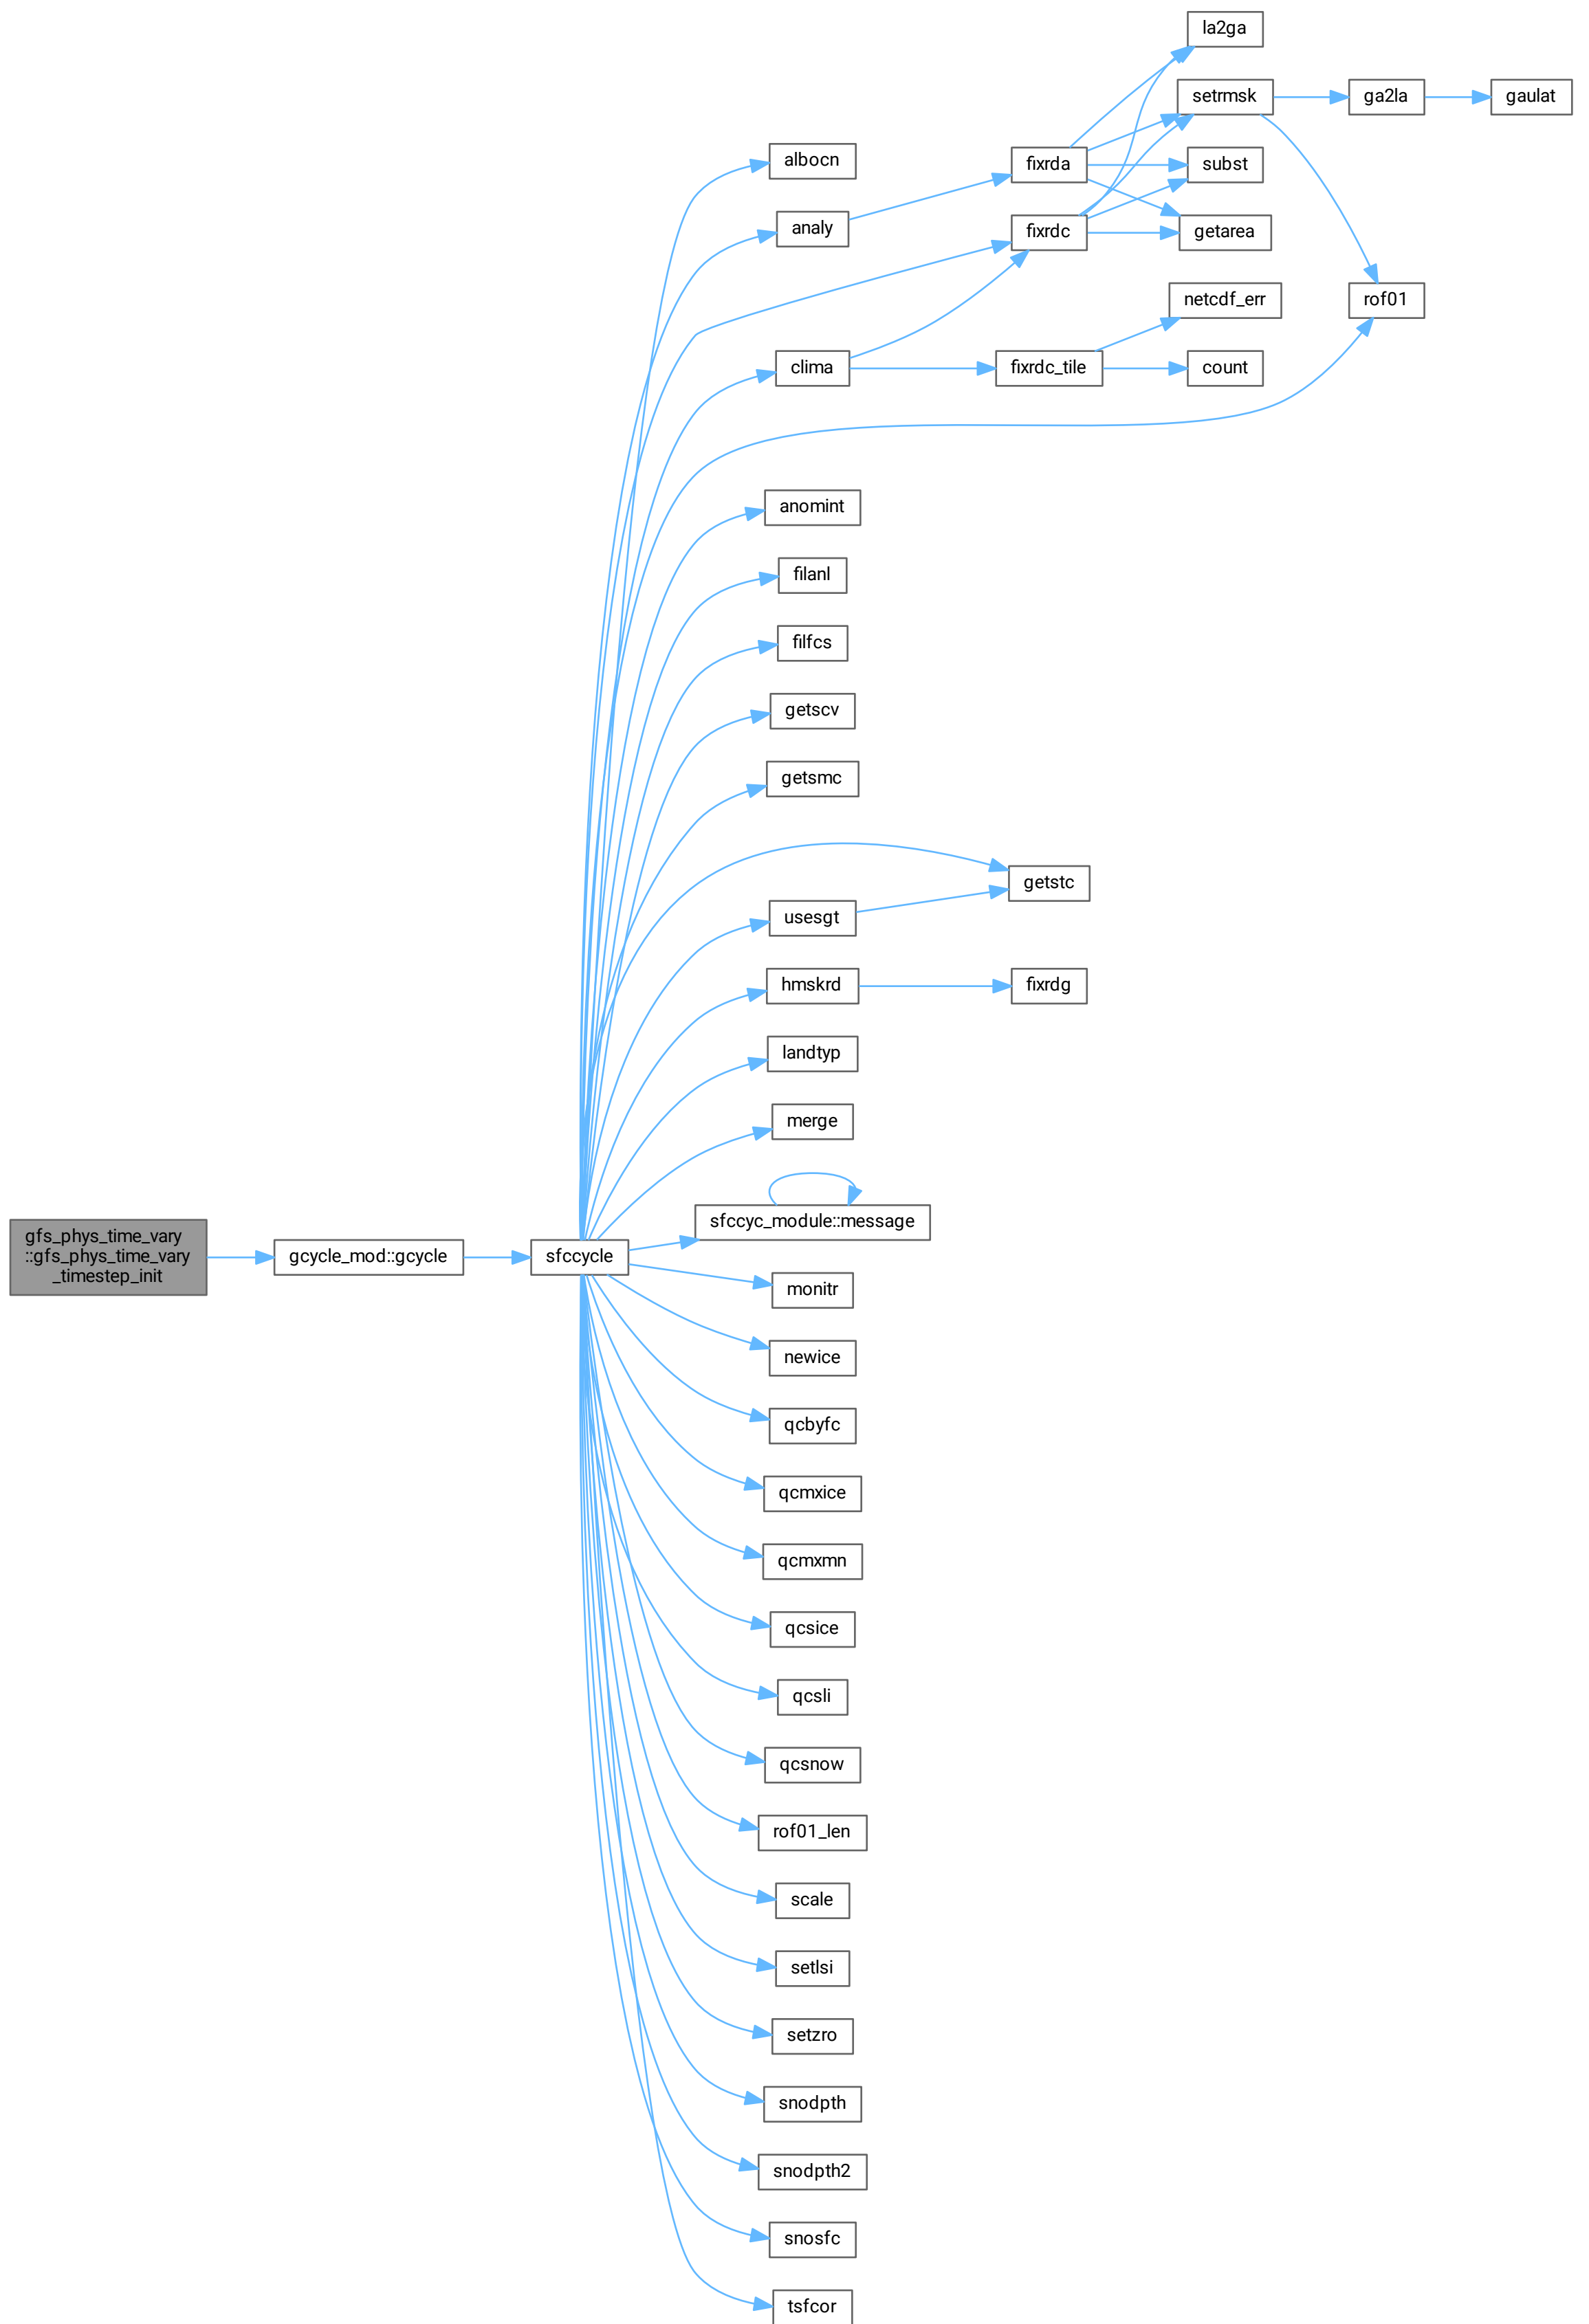 la2ga
setrmsk
ga2la
gaulat
albocn
fixrda
subst
analy
fixrdc
getarea
netcdf_err
rof01
clima
fixrdc_tile
count
anomint
filanl
filfcs
getscv
getsmc
getstc
usesgt
hmskrd
fixrdg
landtyp
merge
sfccyc_module::message
gfs_phys_time_vary
::gfs_phys_time_vary
_timestep_init
gcycle_mod::gcycle
sfccycle
monitr
newice
qcbyfc
qcmxice
qcmxmn
qcsice
qcsli
qcsnow
rof01_len
scale
setlsi
setzro
snodpth
snodpth2
snosfc
tsfcor